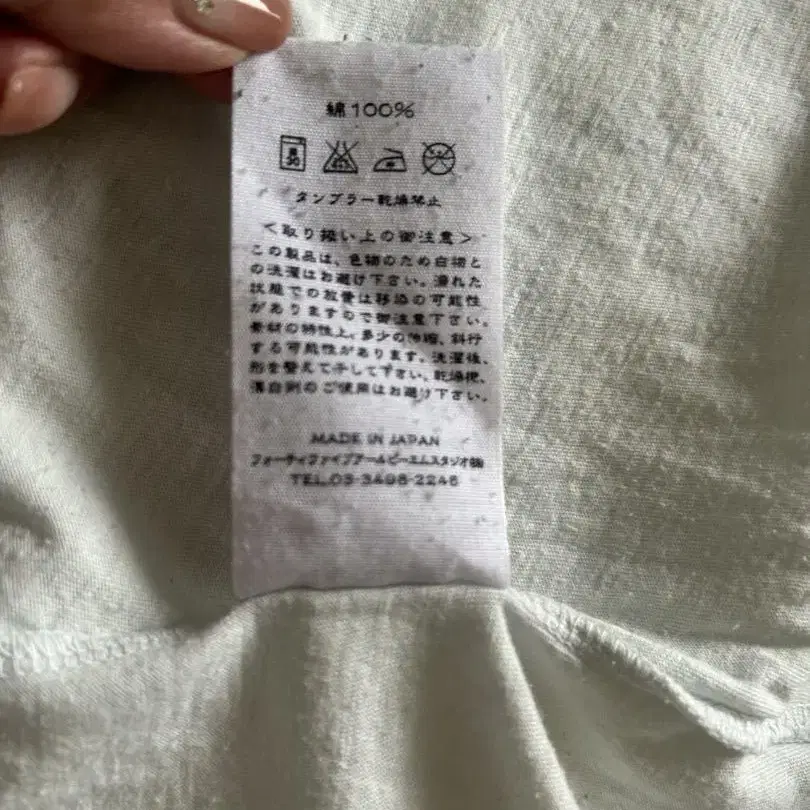 綿100%
タンブラー乾燥禁止
<取り扱い上の御注意>
この製品は、色物のため白物と
の洗濯はお避け下さい。濡れた
状態での放置は移染の可能性
がありますので御注意下さい。
素材の特性上、多少の伸縮、斜行
する可能性があります。洗濯後、
形を整えて干して下さい。乾燥機、
漂白剤のご使用はお避け下さい。
MADE IN JAPAN
フォーティファイブアールピーエムスタジオ㈱
TEL.03-3498-2248